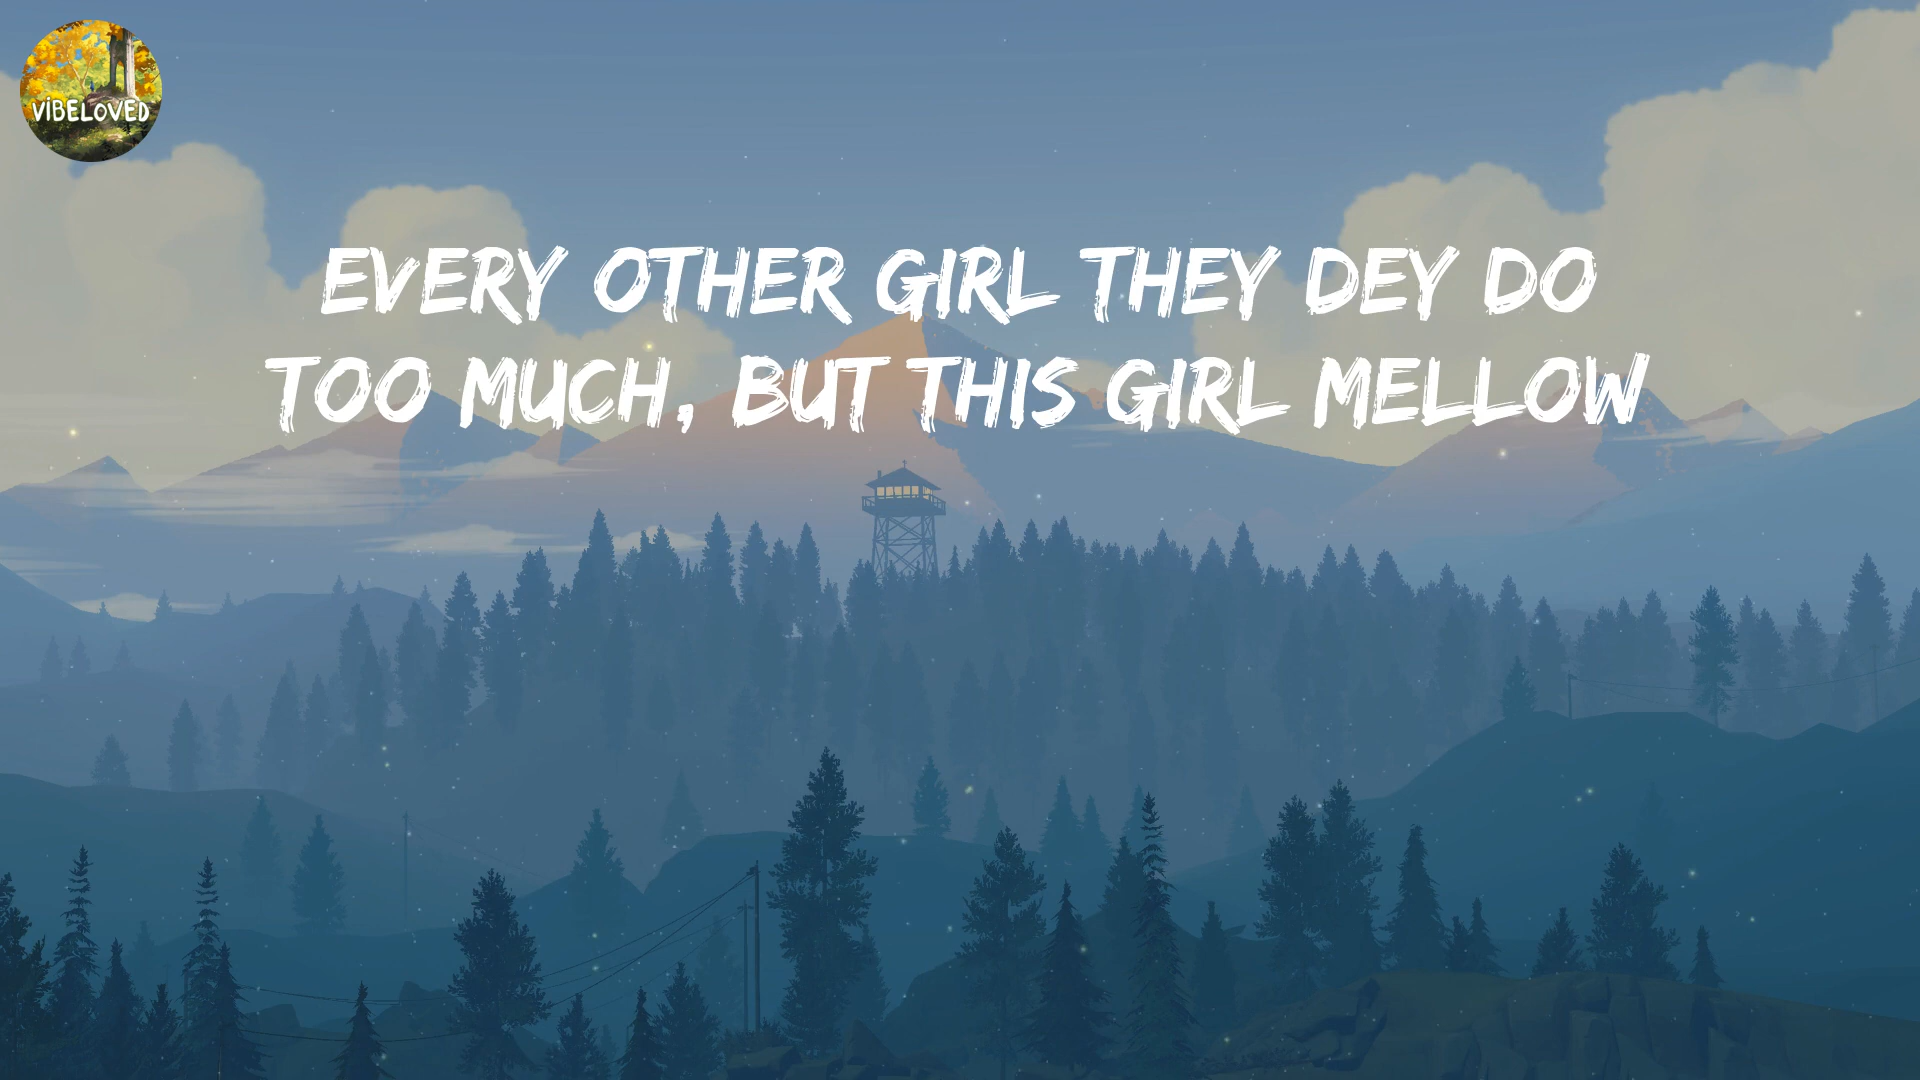 VIBELOVED
EVERY OTHER GIRL THEY DEY DO
TOO MUCH, BUT THIS GIRL MELLOW